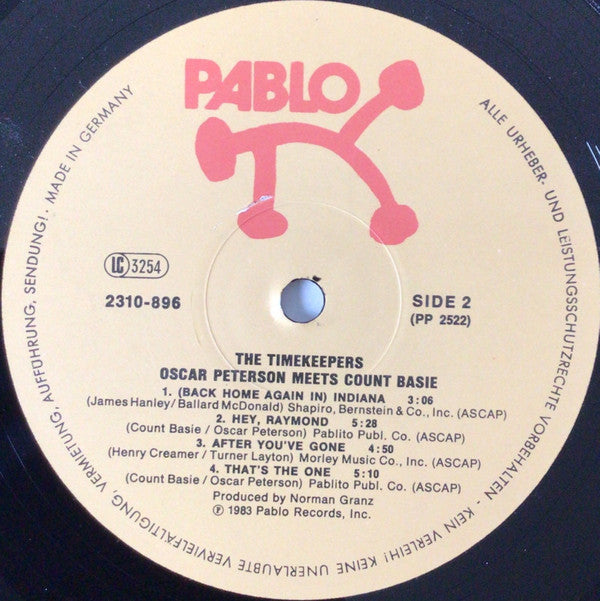 PABLO
ALLE URHEBER- UND LEISTUNGSSCHUTZRECHTE VORBEHALTEN - KEIN VERLEIH! KEINE UNERLAUBTE VERVIELFÄLTIGUNG, VERMIETUNG, AUFFÜHRUNG, SENDUNG! · MADE IN GERMANY
LC 3254
2310-896
SIDE 2
(PP 2522)
THE TIMEKEEPERS
OSCAR PETERSON MEETS COUNT BASIE
1. (BACK HOME AGAIN IN) INDIANA 3:06
(James Hanley/Ballard McDonald) Shapiro, Bernstein & Co., Inc. (ASCAP)
2. HEY, RAYMOND 5:28
(Count Basie / Oscar Peterson) Pablito Publ. Co. (ASCAP)
3. AFTER YOU'VE GONE 4:50
(Henry Creamer / Turner Layton) Morley Music Co., Inc. (ASCAP)
4. THAT'S THE ONE 5:10
(Count Basie / Oscar Peterson) Pablito Publ. Co. (ASCAP)
Produced by Norman Granz
℗ 1983 Pablo Records, Inc.